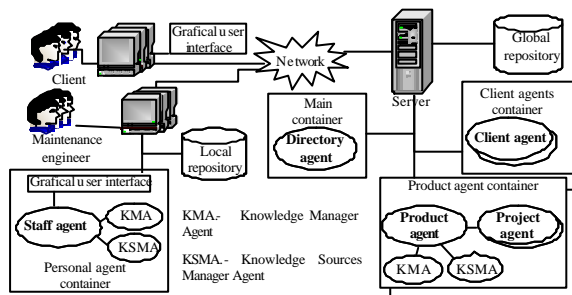 Grafical user
interface
Client
Network
Server
Global
repository
Maintenance
engineer
Local
repository
Main
container
Directory
agent
Client agents
container
Client agent
Grafical user interface
Staff agent
KMA
KSMA
Personal agent
container
KMA.- Knowledge Manager
Agent
KSMA.- Knowledge Sources
Manager Agent
Product agent container
Product
agent
Project
agent
KMA
KSMA